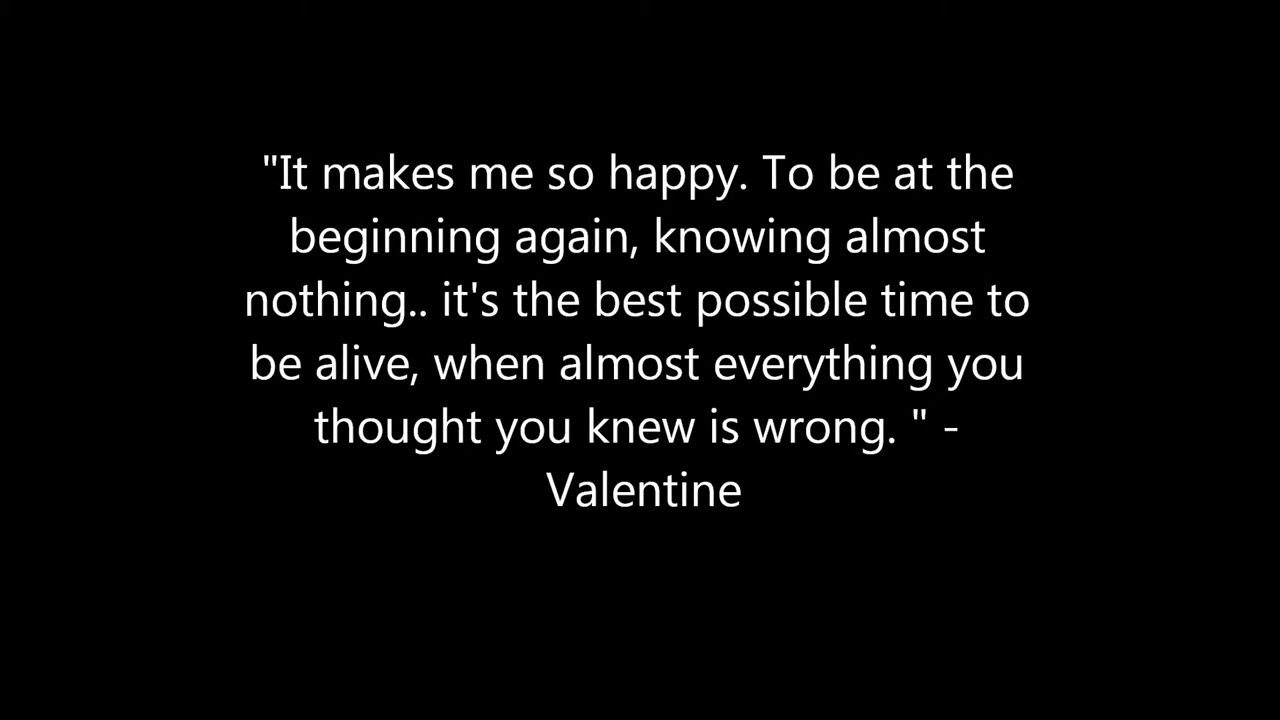 "It makes me so happy. To be at the
beginning again, knowing almost
nothing.. it's the best possible time to
be alive, when almost everything you
thought you knew is wrong. " -
Valentine